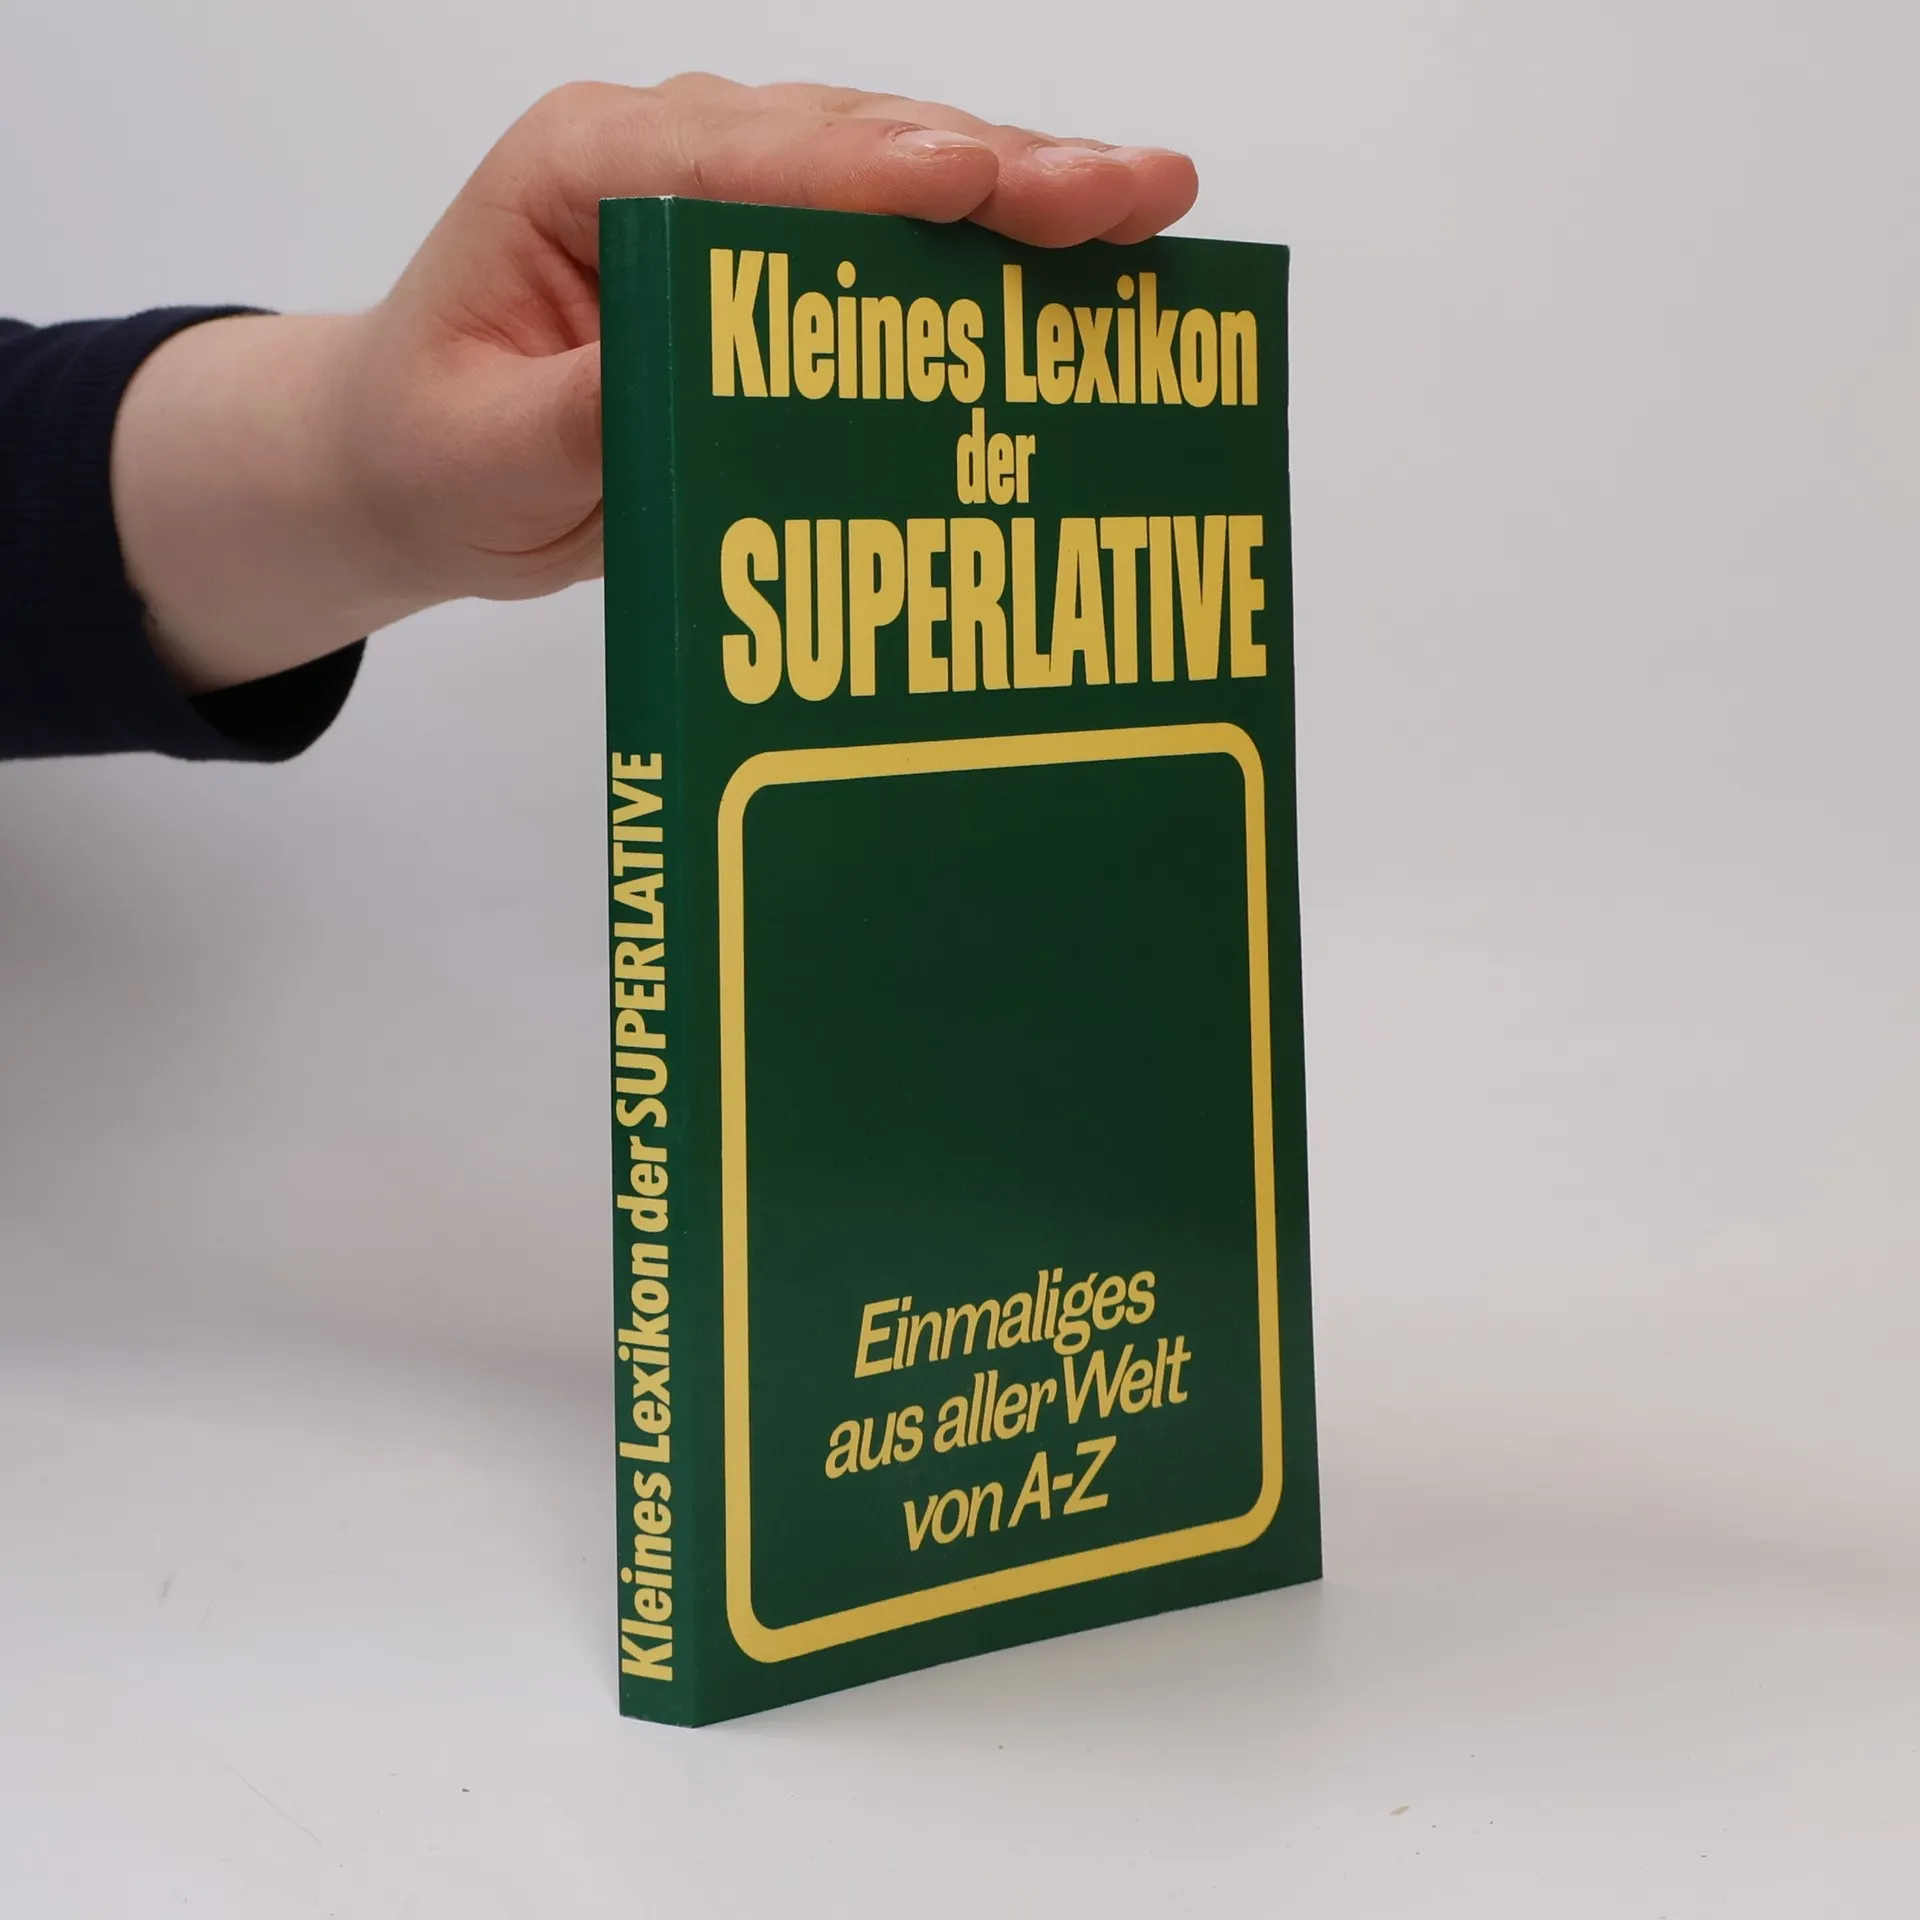 Kleines Lexikon
der
SUPERLATIVE
Einmaliges
aus aller Welt
von A-Z
Kleines Lexikon der SUPERLATIVE